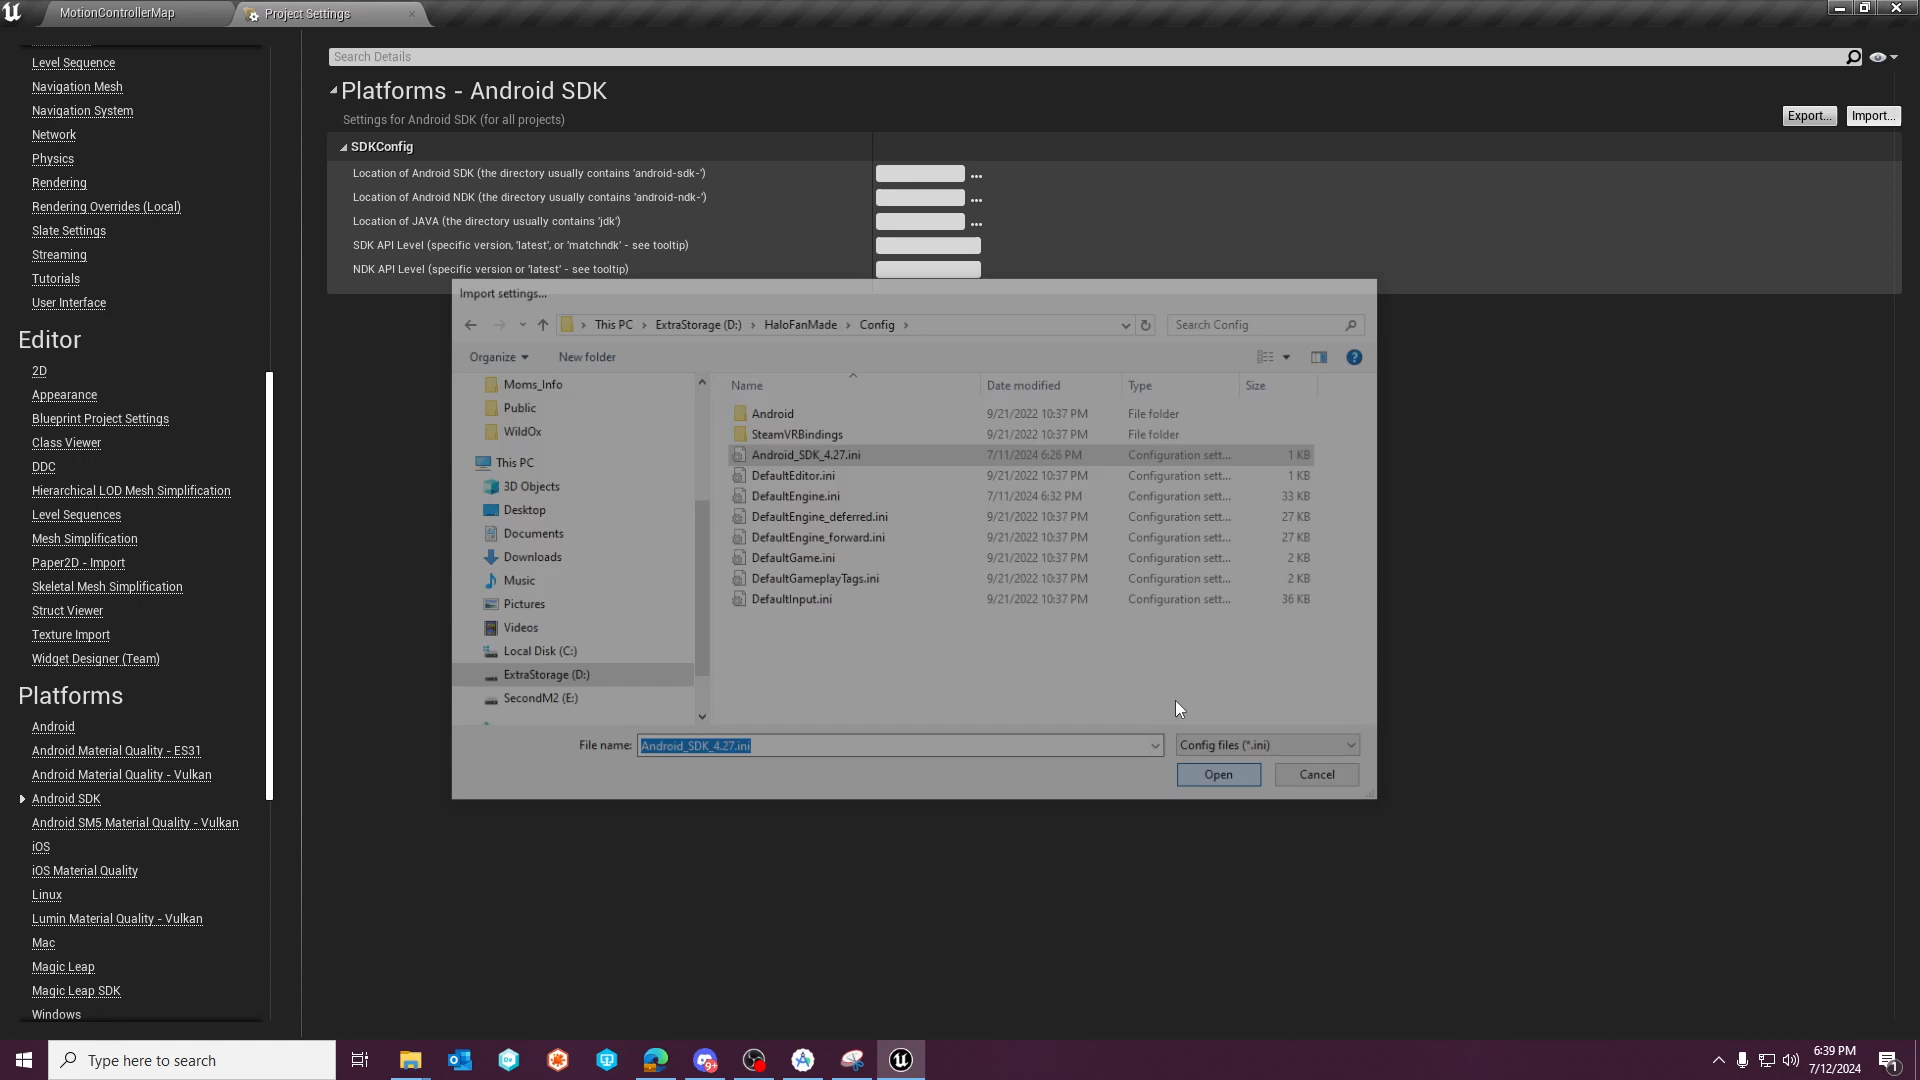 MotionControllerMap
Project Settings
Level Sequence
Navigation Mesh
Navigation System
Network
Physics
Rendering
Rendering Overrides (Local)
Slate Settings
Streaming
Tutorials
User Interface
Editor
2D
Appearance
Blueprint Project Settings
Class Viewer
DDC
Hierarchical LOD Mesh Simplification
Level Sequences
Mesh Simplification
Paper2D - Import
Skeletal Mesh Simplification
Struct Viewer
Texture Import
Widget Designer (Team)
Platforms
Android
Android Material Quality - ES31
Android Material Quality - Vulkan
Android SDK
Android SM5 Material Quality - Vulkan
iOS
iOS Material Quality
Linux
Lumin Material Quality - Vulkan
Mac
Magic Leap
Magic Leap SDK
Windows
Search Details
Platforms - Android SDK
Settings for Android SDK (for all projects)
Export... Import...
SDKConfig
Location of Android SDK (the directory usually contains 'android-sdk-')
Location of Android NDK (the directory usually contains 'android-ndk-')
Location of JAVA (the directory usually contains 'jdk')
SDK API Level (specific version, 'latest', or 'matchndk' - see tooltip)
NDK API Level (specific version or 'latest' - see tooltip)
Import settings...
This PC > ExtraStorage (D:) > HaloFanMade > Config >
Search Config
Organize New folder
Moms_Info
Public
WildOx
This PC
3D Objects
Desktop
Documents
Downloads
Music
Pictures
Videos
Local Disk (C:)
ExtraStorage (D:)
SecondM2 (E:)
Name Date modified Type Size
Android 9/21/2022 10:37 PM File folder
SteamVRBindings 9/21/2022 10:37 PM File folder
Android_SDK_4.27.ini 7/11/2024 6:26 PM Configuration sett... 1 KB
DefaultEditor.ini 9/21/2022 10:37 PM Configuration sett... 1 KB
DefaultEngine.ini 7/11/2024 6:32 PM Configuration sett... 33 KB
DefaultEngine_deferred.ini 9/21/2022 10:37 PM Configuration sett... 27 KB
DefaultEngine_forward.ini 9/21/2022 10:37 PM Configuration sett... 27 KB
DefaultGame.ini 9/21/2022 10:37 PM Configuration sett... 2 KB
DefaultGameplayTags.ini 9/21/2022 10:37 PM Configuration sett... 2 KB
DefaultInput.ini 9/21/2022 10:37 PM Configuration sett... 36 KB
File name: Android_SDK_4.27.ini Config files (*.ini)
Open Cancel
Type here to search
9+
6:39 PM
7/12/2024
1